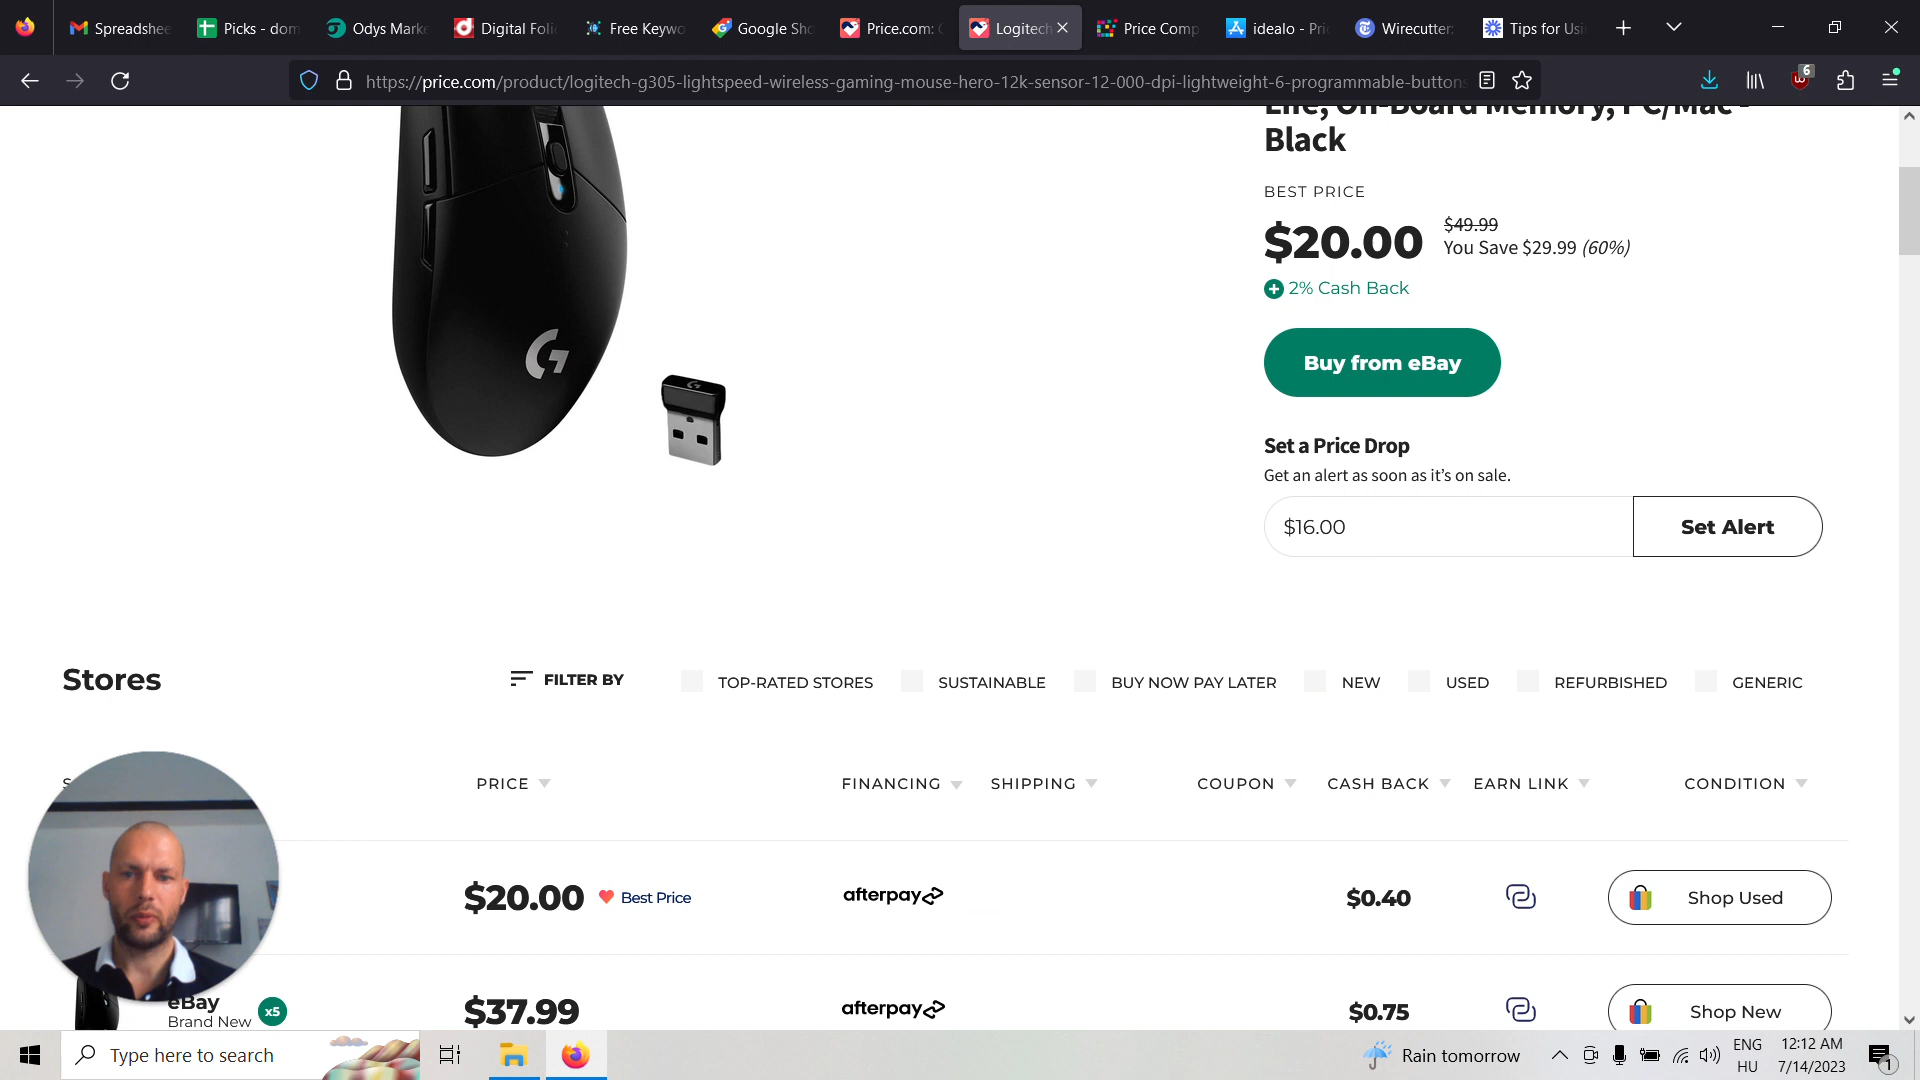 Spreadshee
Picks - dom
Odys Marke
Digital Foli
Free Keywo
Google Sho
Price.com: C
Logitech
Price Comp
idealo - Pric
Wirecutter:
Tips for Usi
https://price.com/product/logitech-g305-lightspeed-wireless-gaming-mouse-hero-12k-sensor-12-000-dpi-lightweight-6-programmable-buttons
6
Life, On-Board Memory, PC/Mac -
Black
BEST PRICE
$20.00
$49.99
You Save $29.99 (60%)
2% Cash Back
Buy from eBay
Set a Price Drop
Get an alert as soon as it’s on sale.
$16.00
Set Alert
Stores
FILTER BY
TOP-RATED STORES
SUSTAINABLE
BUY NOW PAY LATER
NEW
USED
REFURBISHED
GENERIC
PRICE
FINANCING
SHIPPING
COUPON
CASH BACK
EARN LINK
CONDITION
$20.00
Best Price
afterpay
$0.40
Shop Used
eBay
Brand New
x5
$37.99
afterpay
$0.75
Shop New
Type here to search
Rain tomorrow
ENG
HU
12:12 AM
7/14/2023
1